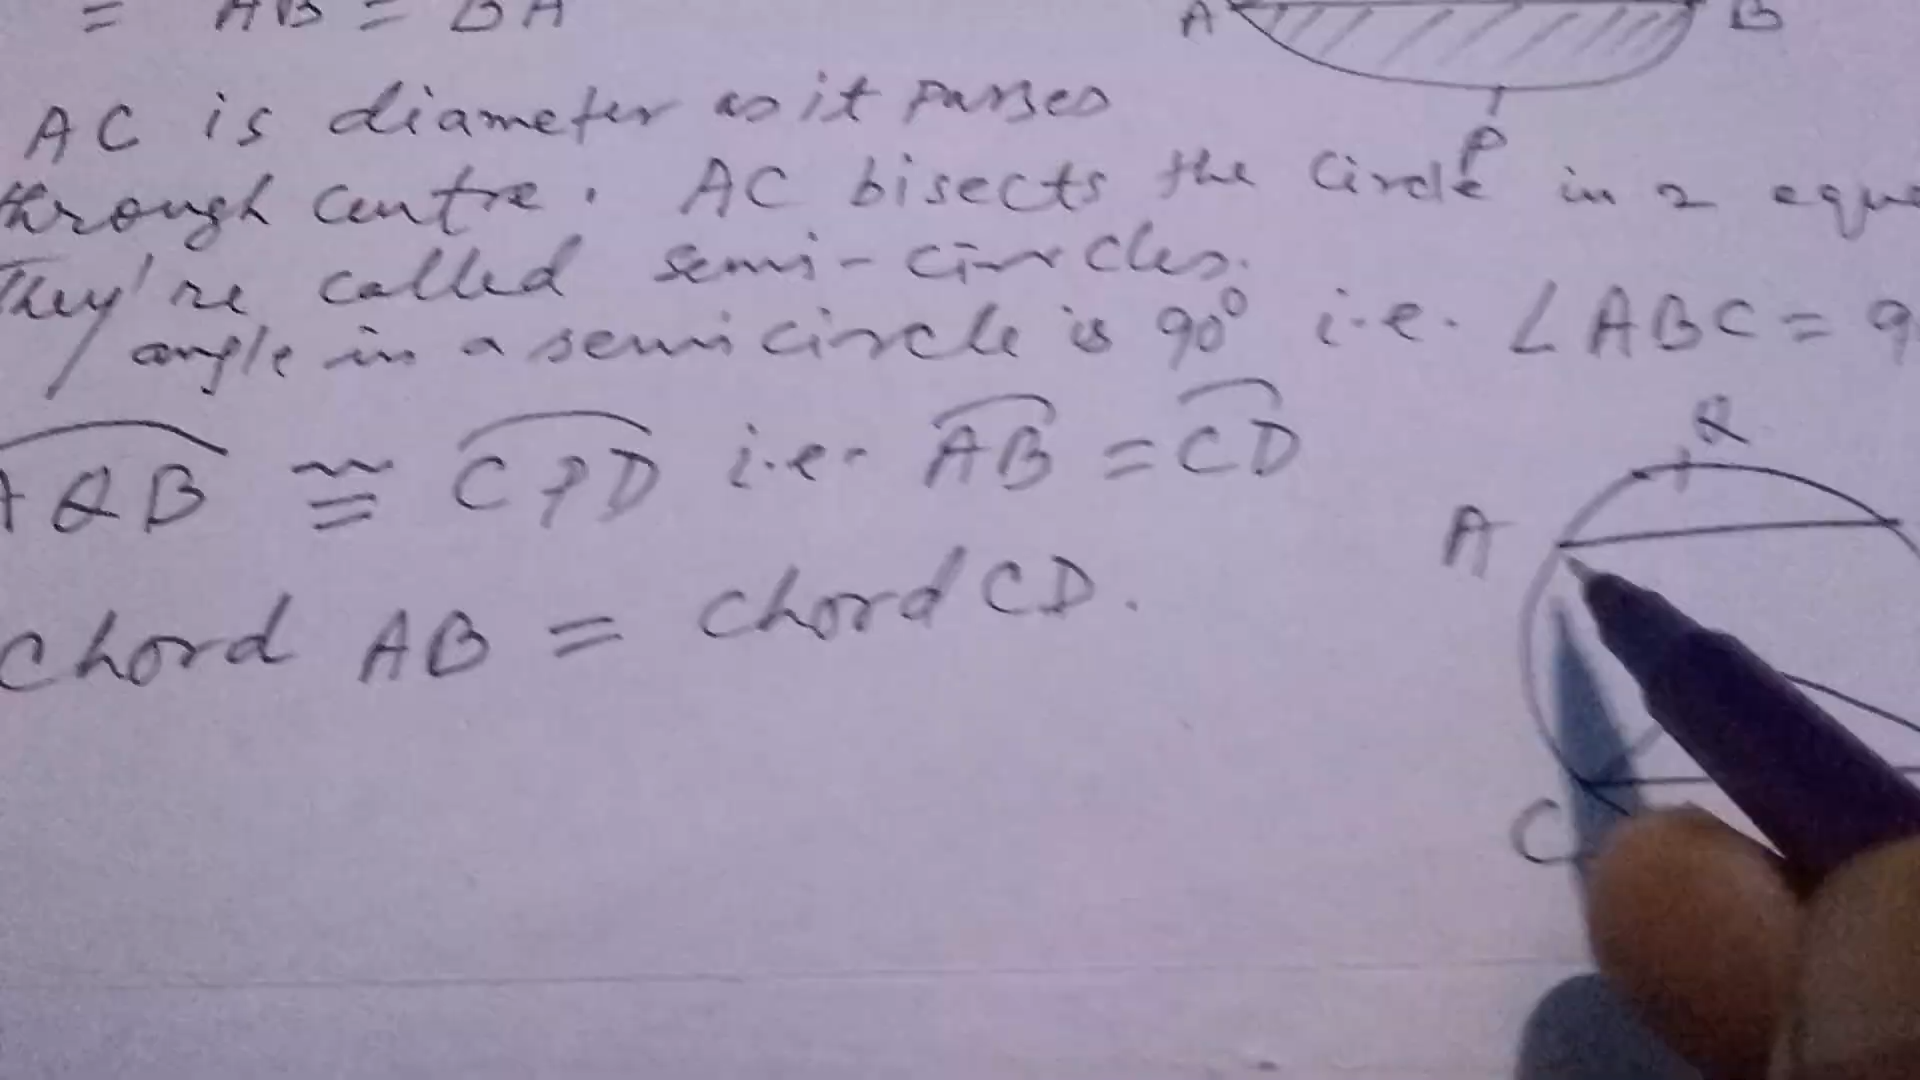 = AB = BA
A B
P
AC is diameter as it passes
through centre. AC bisects the circle in 2 equa
They're called semi-circles.
angle in a semicircle is 90° i.e. ∠ABC = 9
AQB ≅ CPD i.e. AB = CD
Q
A
Chord AB = chord CD.
C